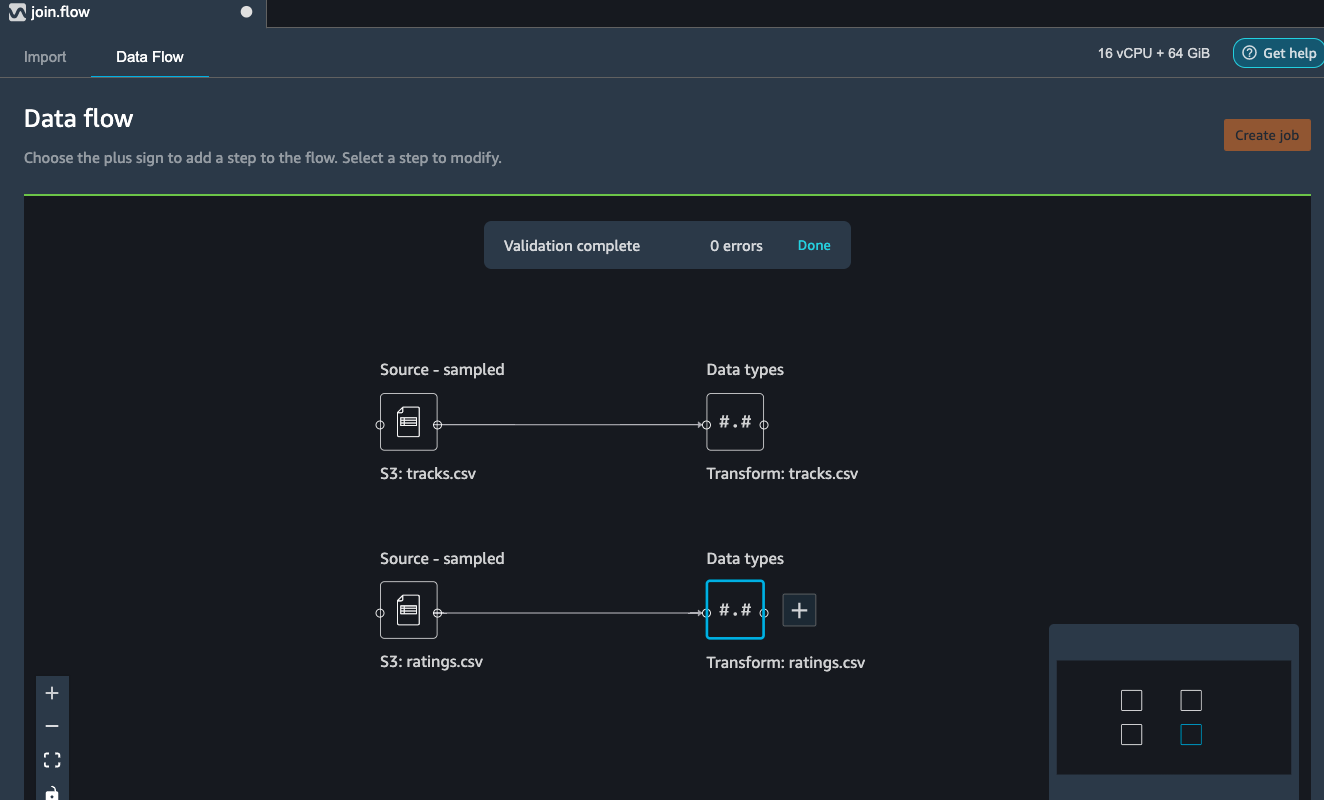 join.flow
Import
Data Flow
16 vCPU + 64 GiB
Get help
Data flow
Choose the plus sign to add a step to the flow. Select a step to modify.
Create job
Validation complete
0 errors
Done
Source - sampled
Data types
#.#
S3: tracks.csv
Transform: tracks.csv
Source - sampled
Data types
#.#
S3: ratings.csv
Transform: ratings.csv